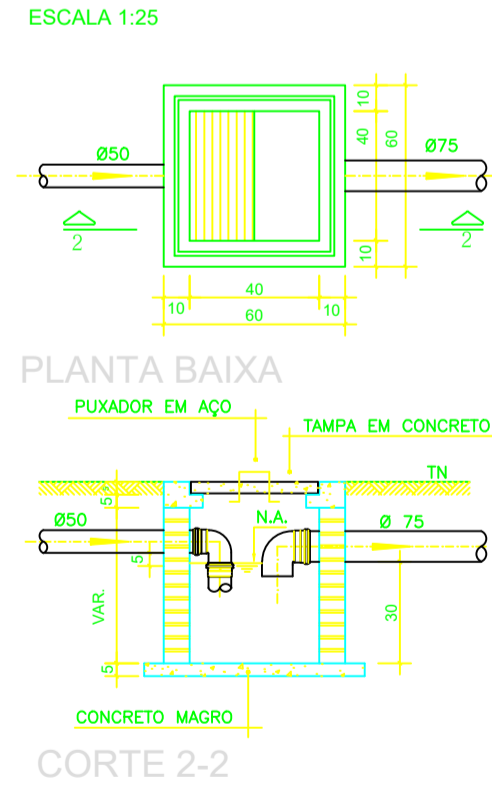 ESCALA 1:25
10
Ø50
40
60
Ø75
2
2
10
40
10
10
60
PLANTA BAIXA
PUXADOR EM AÇO
TAMPA EM CONCRETO
TN
5
5
Ø50
N.A.
Ø 75
5
VAR.
30
5
CONCRETO MAGRO
CORTE 2-2